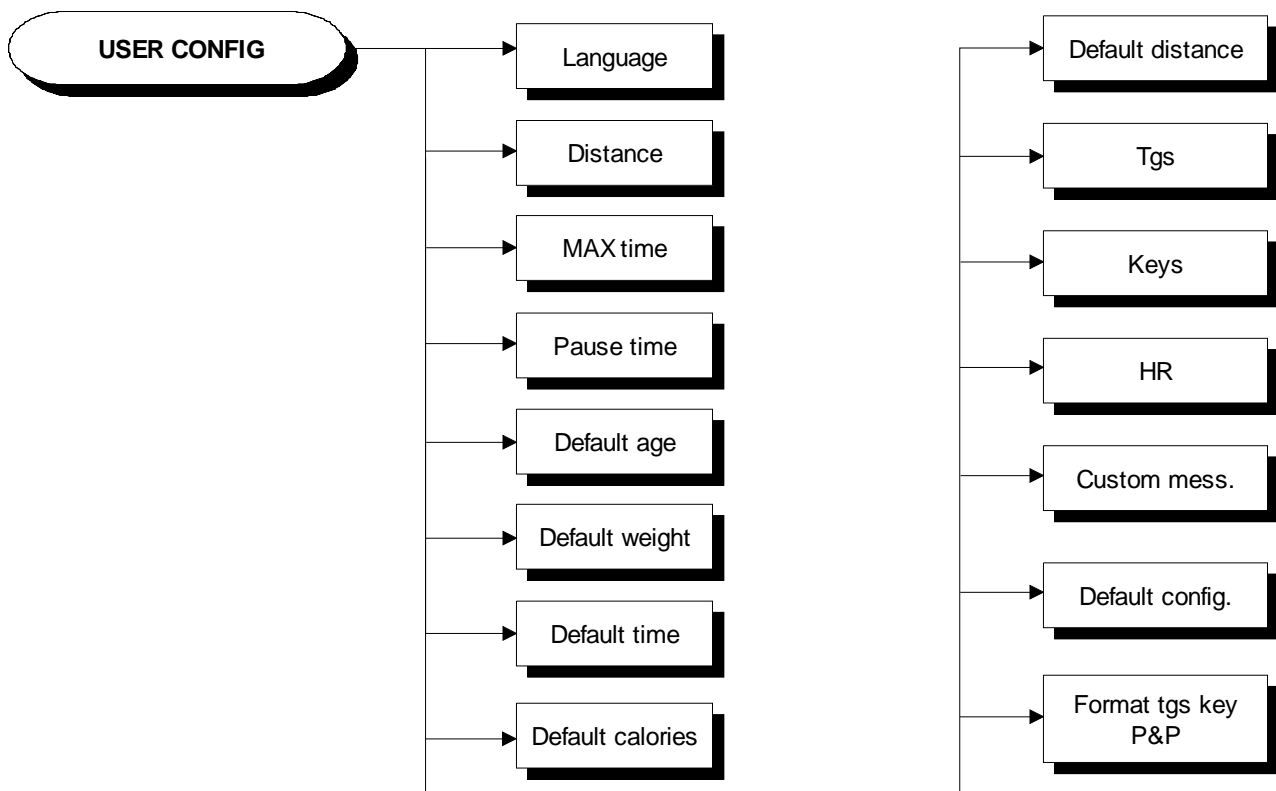 USER CONFIG
Language
Distance
MAX time
Pause time
Default age
Default weight
Default time
Default calories
Default distance
Tgs
Keys
HR
Custom mess.
Default config.
Format tgs key
P&P